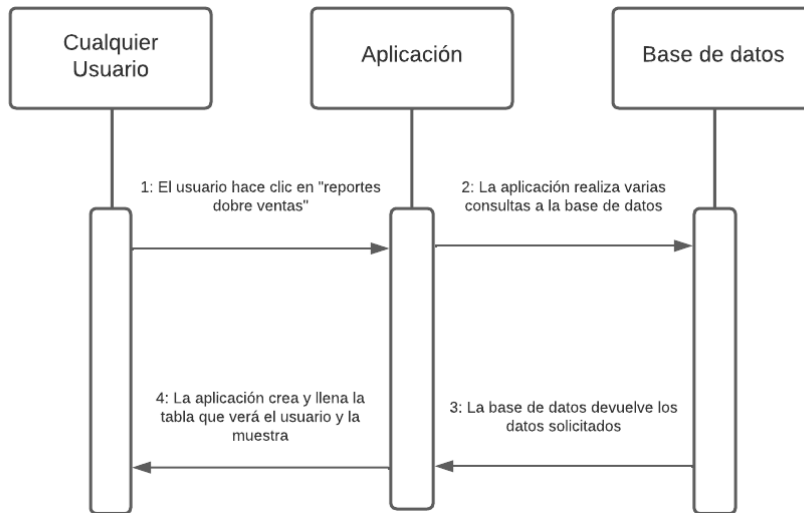 Cualquier
Usuario
Aplicación
Base de datos
1: El usuario hace clic en "reportes
dobre ventas"
2: La aplicación realiza varias
consultas a la base de datos
4: La aplicación crea y llena la
tabla que verá el usuario y la
muestra
3: La base de datos devuelve los
datos solicitados